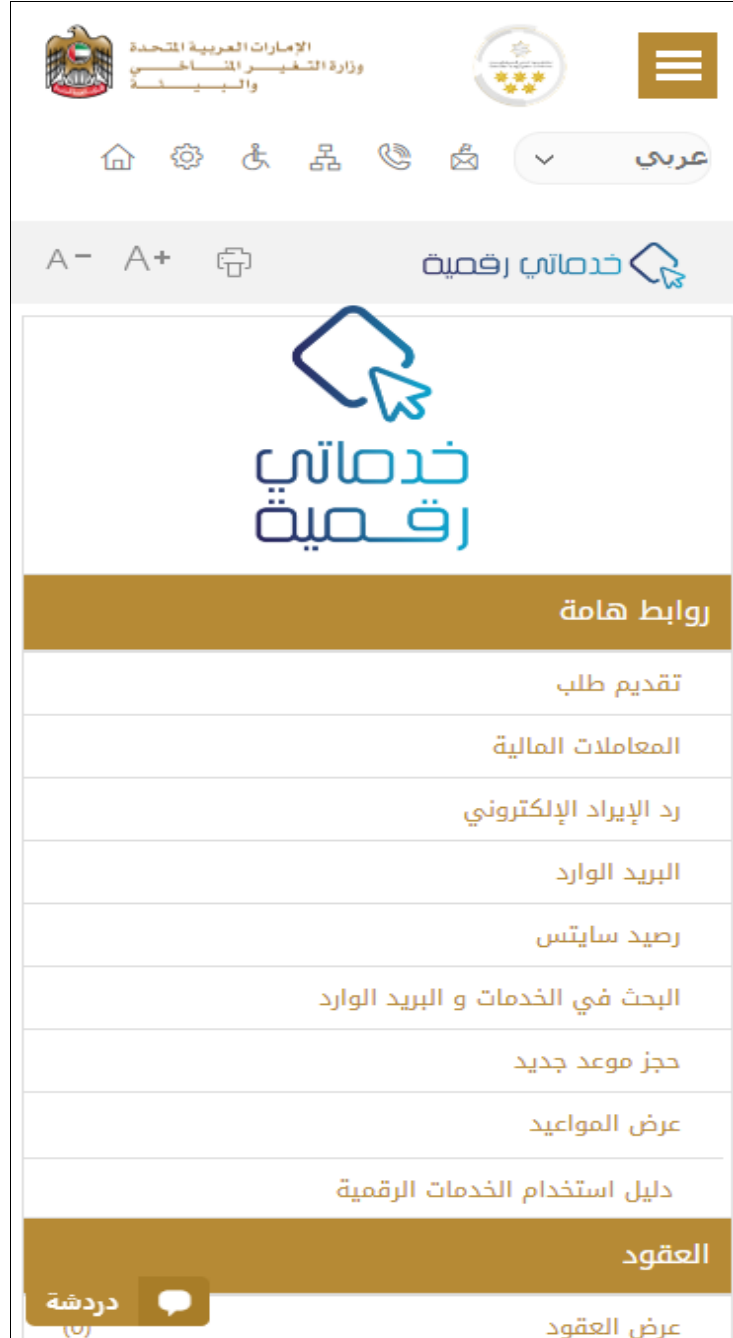 الإمارات العربية المتحدة
وزارة التغير المناخي
والبيئة
عربي
A- A+
خدماتي رقمية
خدماتي
رقمية
روابط هامة
تقديم طلب
المعاملات المالية
رد الإيراد الإلكتروني
البريد الوارد
رصيد سايتس
البحث في الخدمات و البريد الوارد
حجز موعد جديد
عرض المواعيد
دليل استخدام الخدمات الرقمية
العقود
دردشة
عرض العقود
(0)